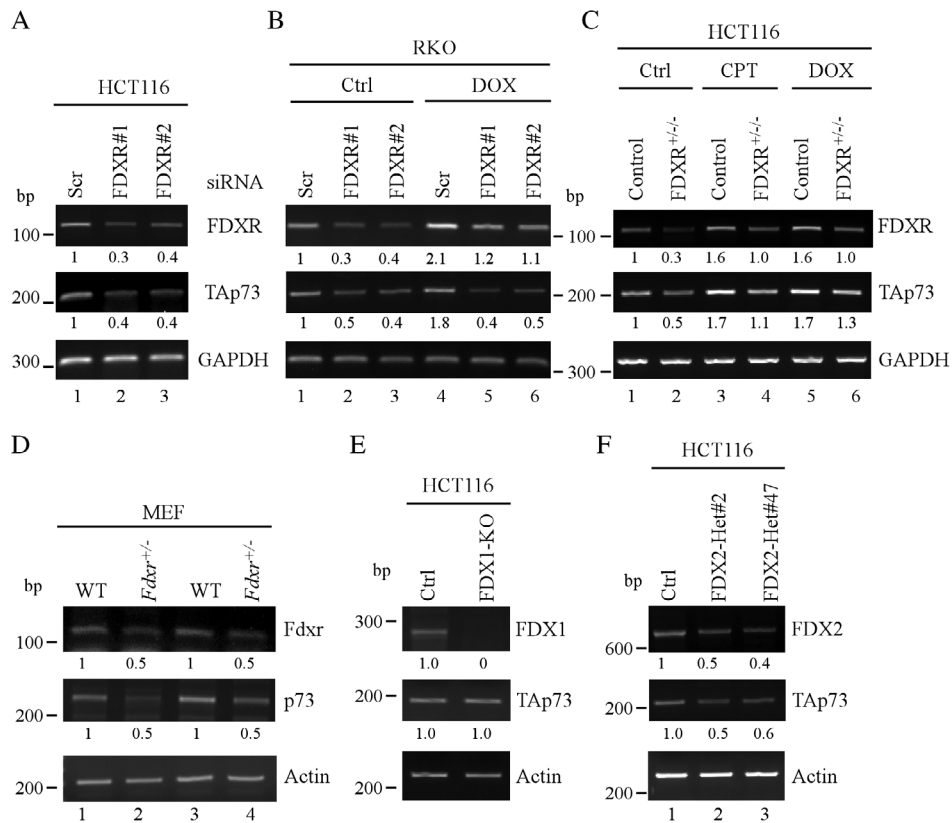 A
HCT116
siRNA
Scr
FDXR#1
FDXR#2
bp
100
FDXR
1 0.3 0.4
200
TAp73
1 0.4 0.4
300
GAPDH
1 2 3
B
RKO
Ctrl DOX
Scr
FDXR#1
FDXR#2
Scr
FDXR#1
FDXR#2
1 0.3 0.4 2.1 1.2 1.1
1 0.5 0.4 1.8 0.4 0.5
1 2 3 4 5 6
C
HCT116
Ctrl CPT DOX
Control
FDXR+/-/-
Control
FDXR+/-/-
Control
FDXR+/-/-
bp
100
FDXR
1 0.3 1.6 1.0 1.6 1.0
200
TAp73
1 0.5 1.7 1.1 1.7 1.3
300
GAPDH
1 2 3 4 5 6
D
MEF
bp
WT
Fdxr+/-
WT
Fdxr+/-
100
Fdxr
1 0.5 1 0.5
200
p73
1 0.5 1 0.5
200
Actin
1 2 3 4
E
HCT116
bp
Ctrl
FDX1-KO
300
FDX1
1.0 0
200
TAp73
1.0 1.0
200
Actin
F
HCT116
bp
Ctrl
FDX2-Het#2
FDX2-Het#47
600
FDX2
1 0.5 0.4
200
TAp73
1.0 0.5 0.6
200
Actin
1 2 3